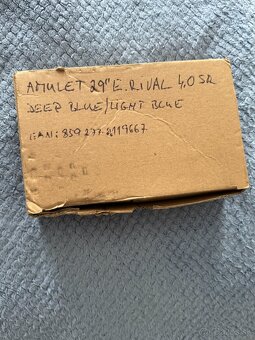 AMULET 29" E. RIVAL 4,0 SR
DEEP BLUE/LIGHT BLUE
EAN: 859 277 2119667